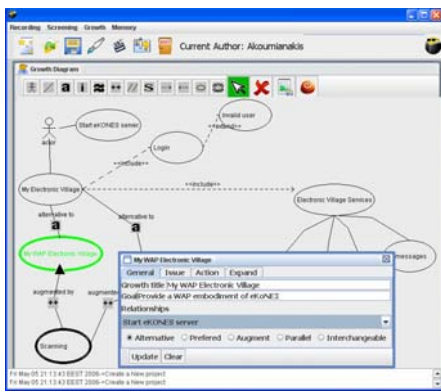 Recording Screening Growth Memory
Current Author: Akoumianakis
Growth Diagram
a i S
Start eKONES server
Invalid user
actor
<<extend>>
Login
<<include>>
<<include>>
My Electronic Village
Electronic Village Services
alternative to
alternative to
a
a
My WAP Electronic Village
messages
augmented by
augmented
Scanning
My WAP Electronic Village
General Issue Action Expand
Growth title My WAP Electronic Village
Goal Provide a WAP embodiment of eKoNES
Relationships
Start eKONES server
Alternative Prefered Augment Parallel Interchangeable
Update Clear
Fri May 05 21:13:43 EEST 2006->Create a New project
Fri May 05 21:13:43 EEST 2006->Create a New project